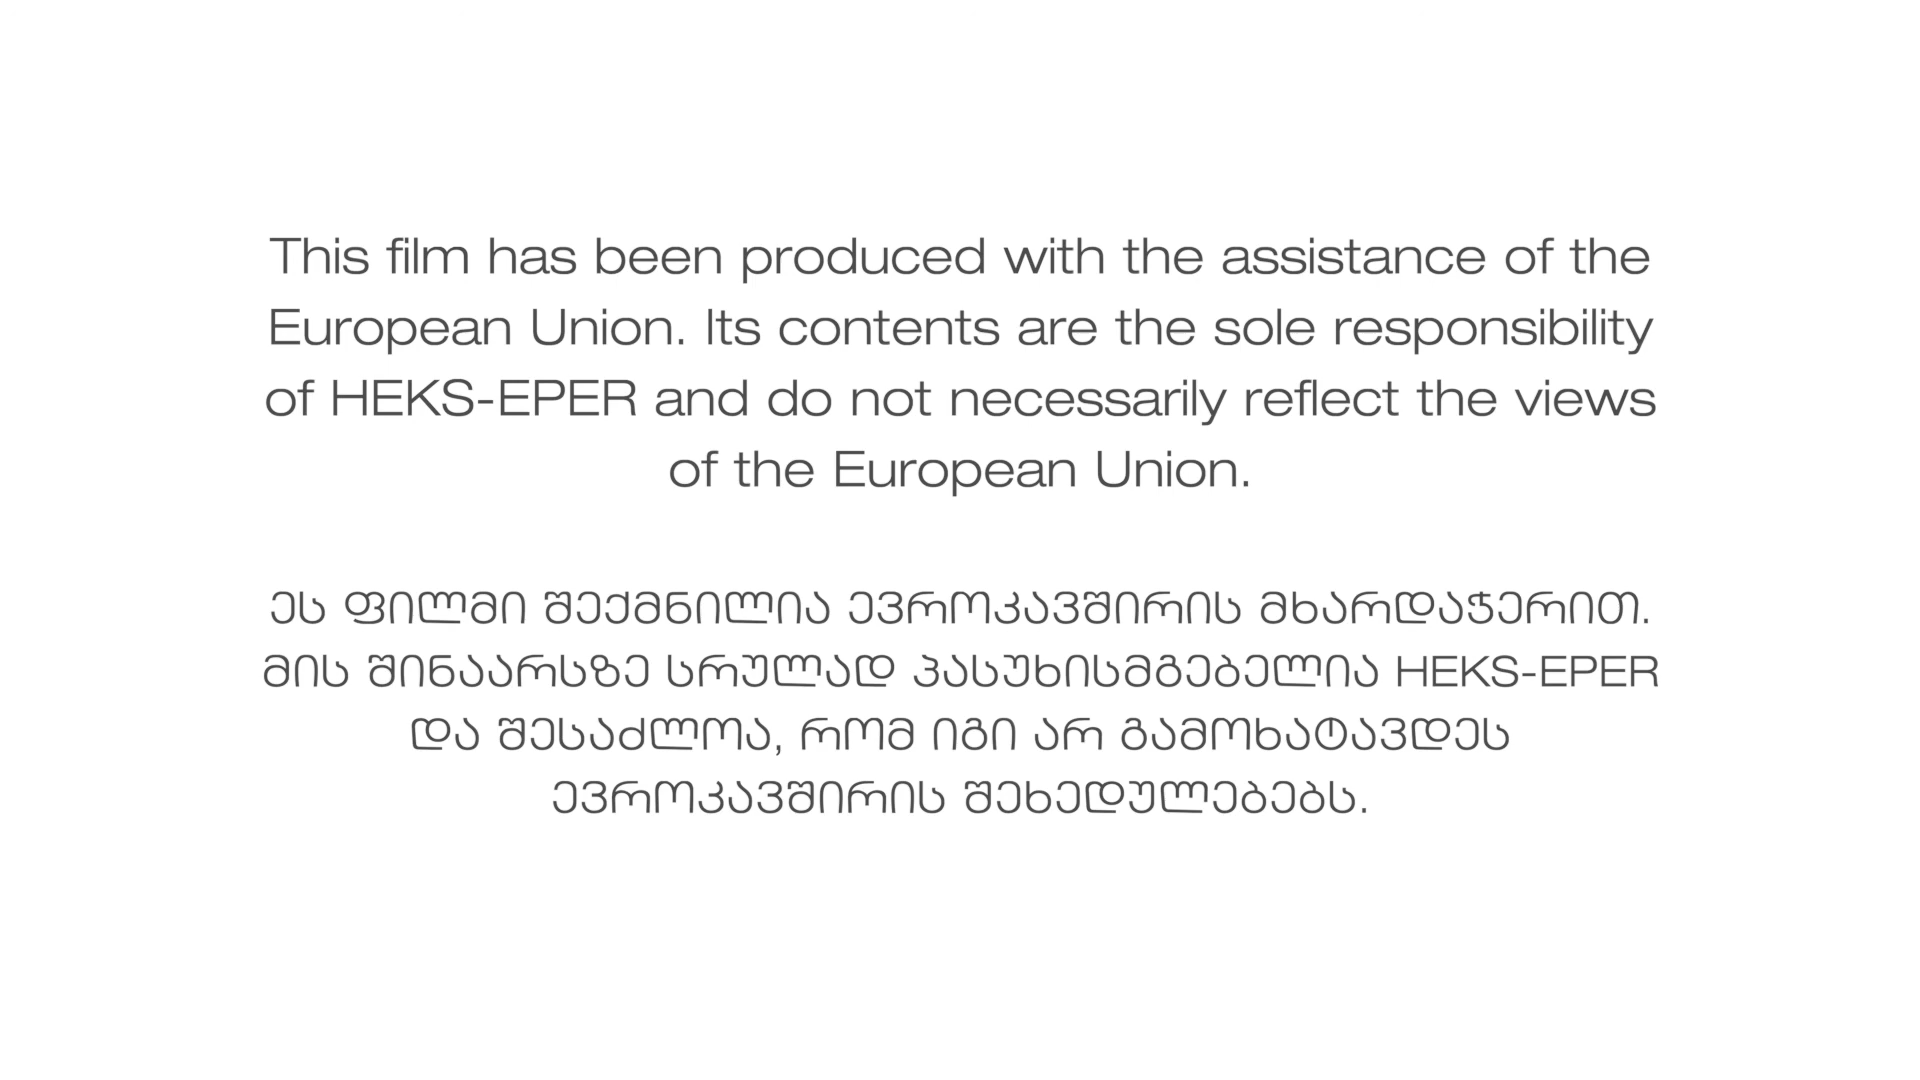 This film has been produced with the assistance of the
European Union. Its contents are the sole responsibility
of HEKS-EPER and do not necessarily reflect the views
of the European Union.
ეს ფილმი შექმნილია ევროკავშირის მხარდაჭერით.
მის შინაარსზე სრულად პასუხისმგებელია HEKS-EPER
და შესაძლოა, რომ იგი არ გამოხატავდეს
ევროკავშირის შეხედულებებს.